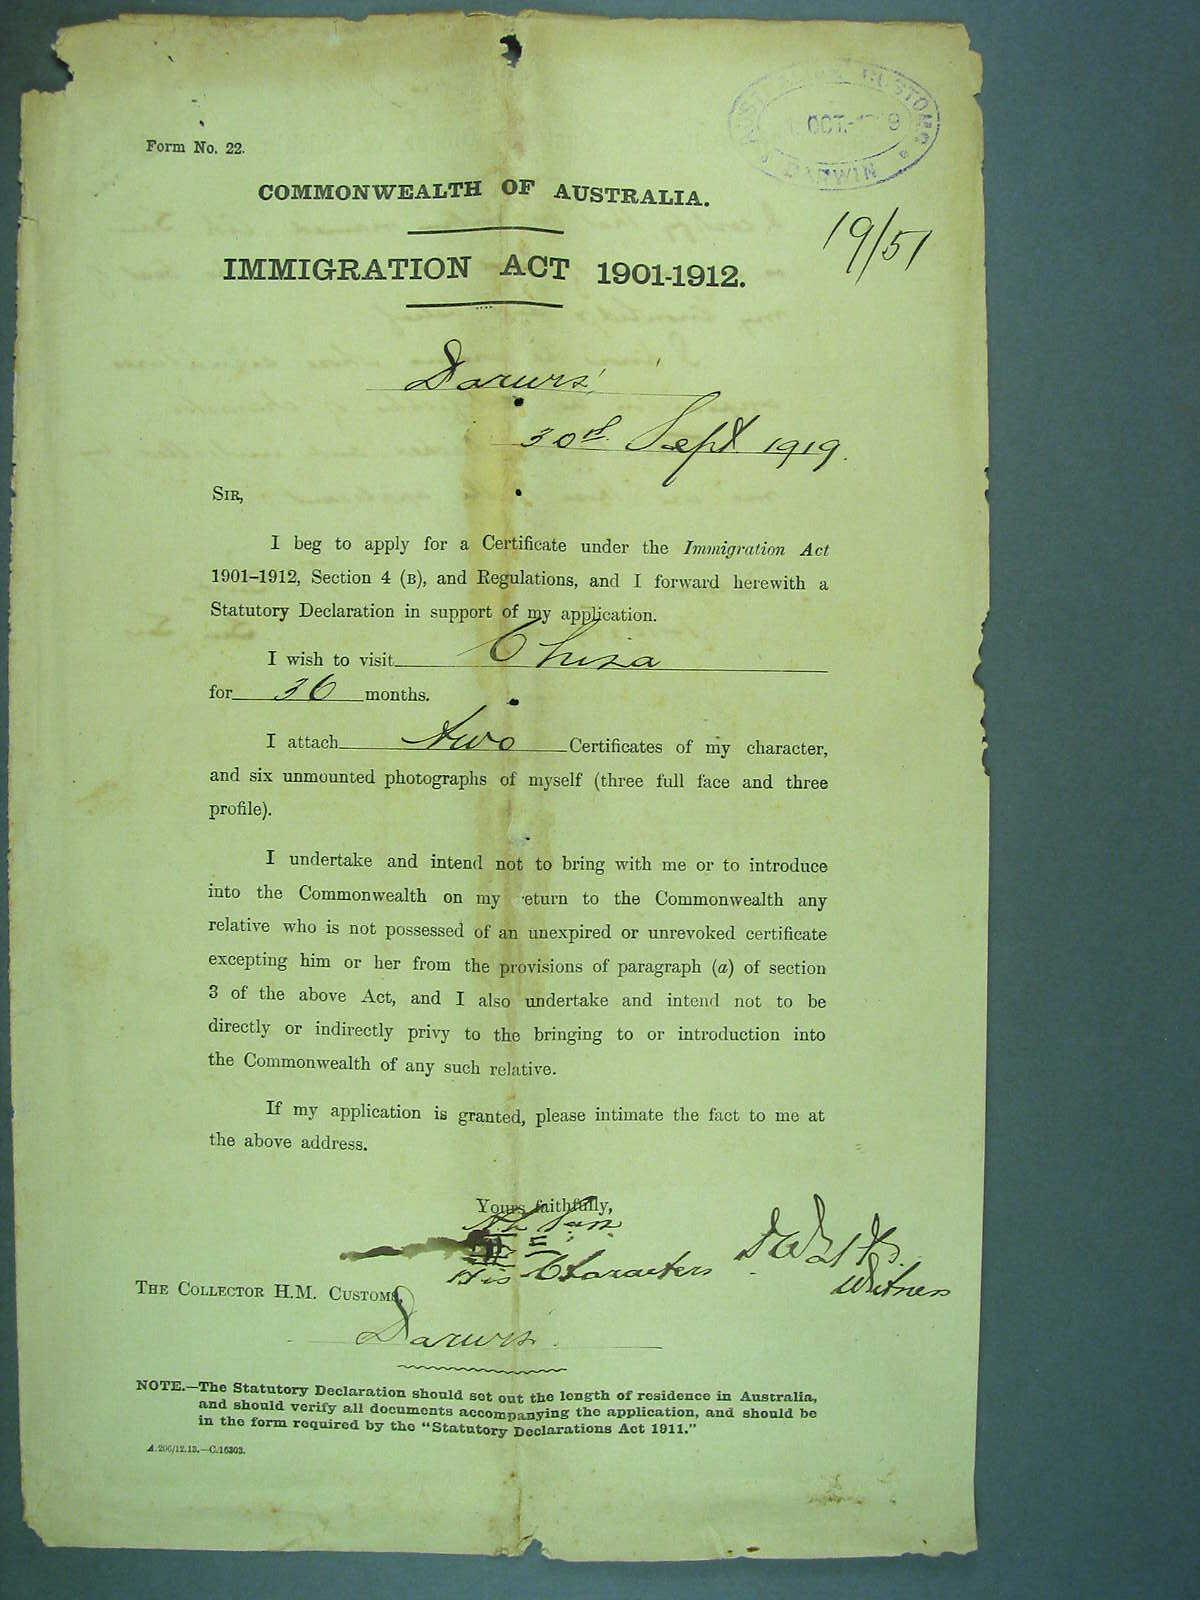 AUSTRALIAN CUSTOMS
OCT.
DARWIN
Form No. 22.
COMMONWEALTH OF AUSTRALIA.
19/51
IMMIGRATION ACT 1901-1912.
Darwin
30th Sept 1919.
SIR,
I beg to apply for a Certificate under the Immigration Act
1901–1912, Section 4 (B), and Regulations, and I forward herewith a
Statutory Declaration in support of my application.
I wish to visit China
for 36 months.
I attach two Certificates of my character,
and six unmounted photographs of myself (three full face and three
profile).
I undertake and intend not to bring with me or to introduce
into the Commonwealth on my return to the Commonwealth any
relative who is not possessed of an unexpired or unrevoked certificate
excepting him or her from the provisions of paragraph (a) of section
3 of the above Act, and I also undertake and intend not to be
directly or indirectly privy to the bringing to or introduction into
the Commonwealth of any such relative.
If my application is granted, please intimate the fact to me at
the above address.
Yours faithfully,
His Characters
Witness
THE COLLECTOR H.M. CUSTOMS,
Darwin.
NOTE.—The Statutory Declaration should set out the length of residence in Australia,
and should verify all documents accompanying the application, and should be
in the form required by the "Statutory Declarations Act 1911."
A.206/12.13.—C.16303.